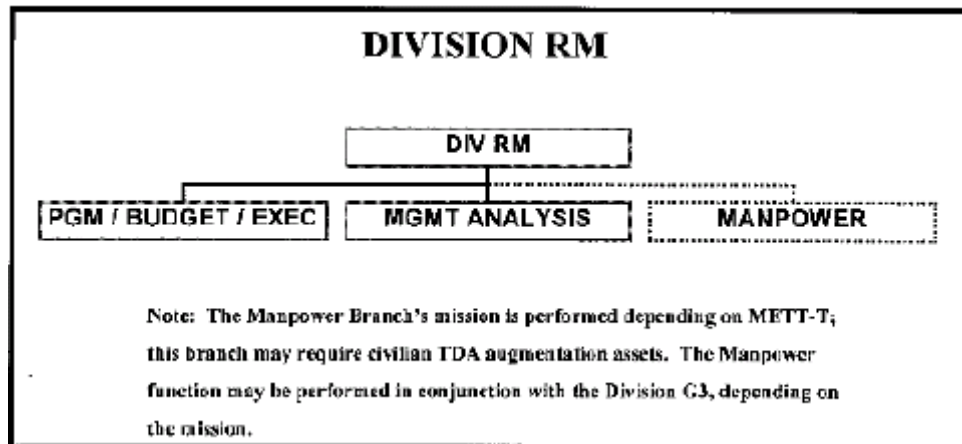 DIVISION RM
DIV RM
PGM / BUDGET / EXEC
MGMT ANALYSIS
MANPOWER
Note: The Manpower Branch's mission is performed depending on METT-T;
this branch may require civilian TDA augmentation assets. The Manpower
function may be performed in conjunction with the Division G3, depending on
the mission.